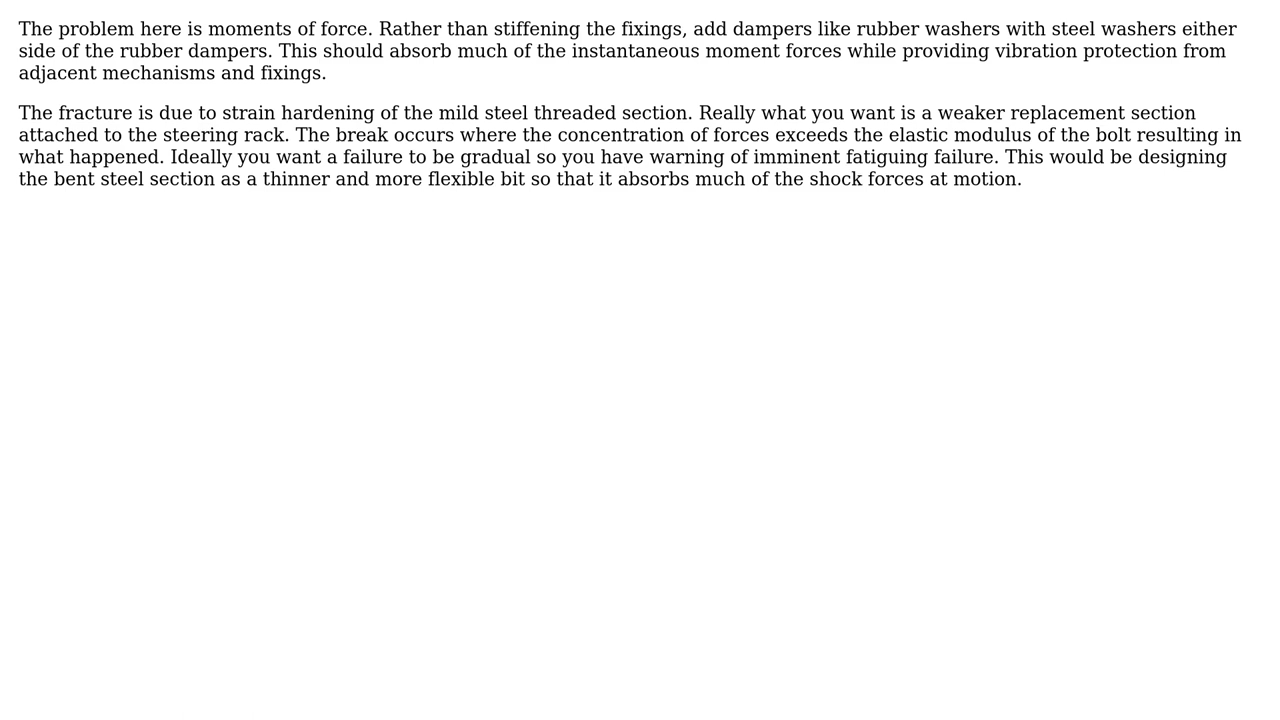 The problem here is moments of force. Rather than stiffening the fixings, add dampers like rubber washers with steel washers either
side of the rubber dampers. This should absorb much of the instantaneous moment forces while providing vibration protection from
adjacent mechanisms and fixings.
The fracture is due to strain hardening of the mild steel threaded section. Really what you want is a weaker replacement section
attached to the steering rack. The break occurs where the concentration of forces exceeds the elastic modulus of the bolt resulting in
what happened. Ideally you want a failure to be gradual so you have warning of imminent fatiguing failure. This would be designing
the bent steel section as a thinner and more flexible bit so that it absorbs much of the shock forces at motion.